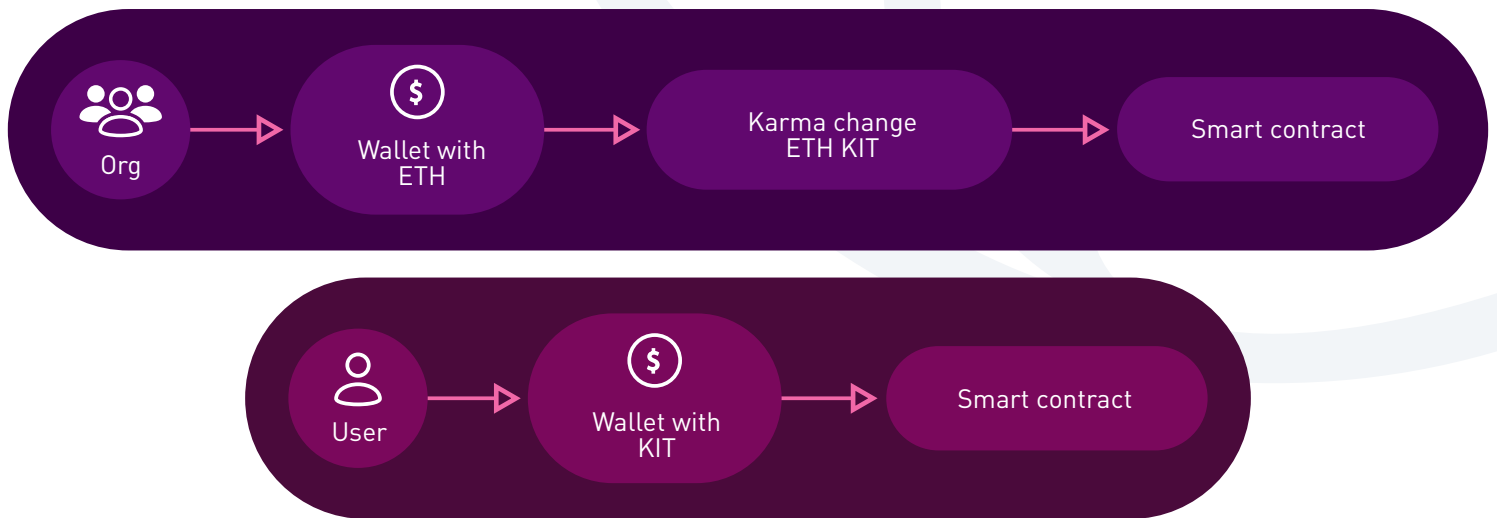 Org
$
Wallet with
ETH
Karma change
ETH KIT
Smart contract
User
$
Wallet with
KIT
Smart contract